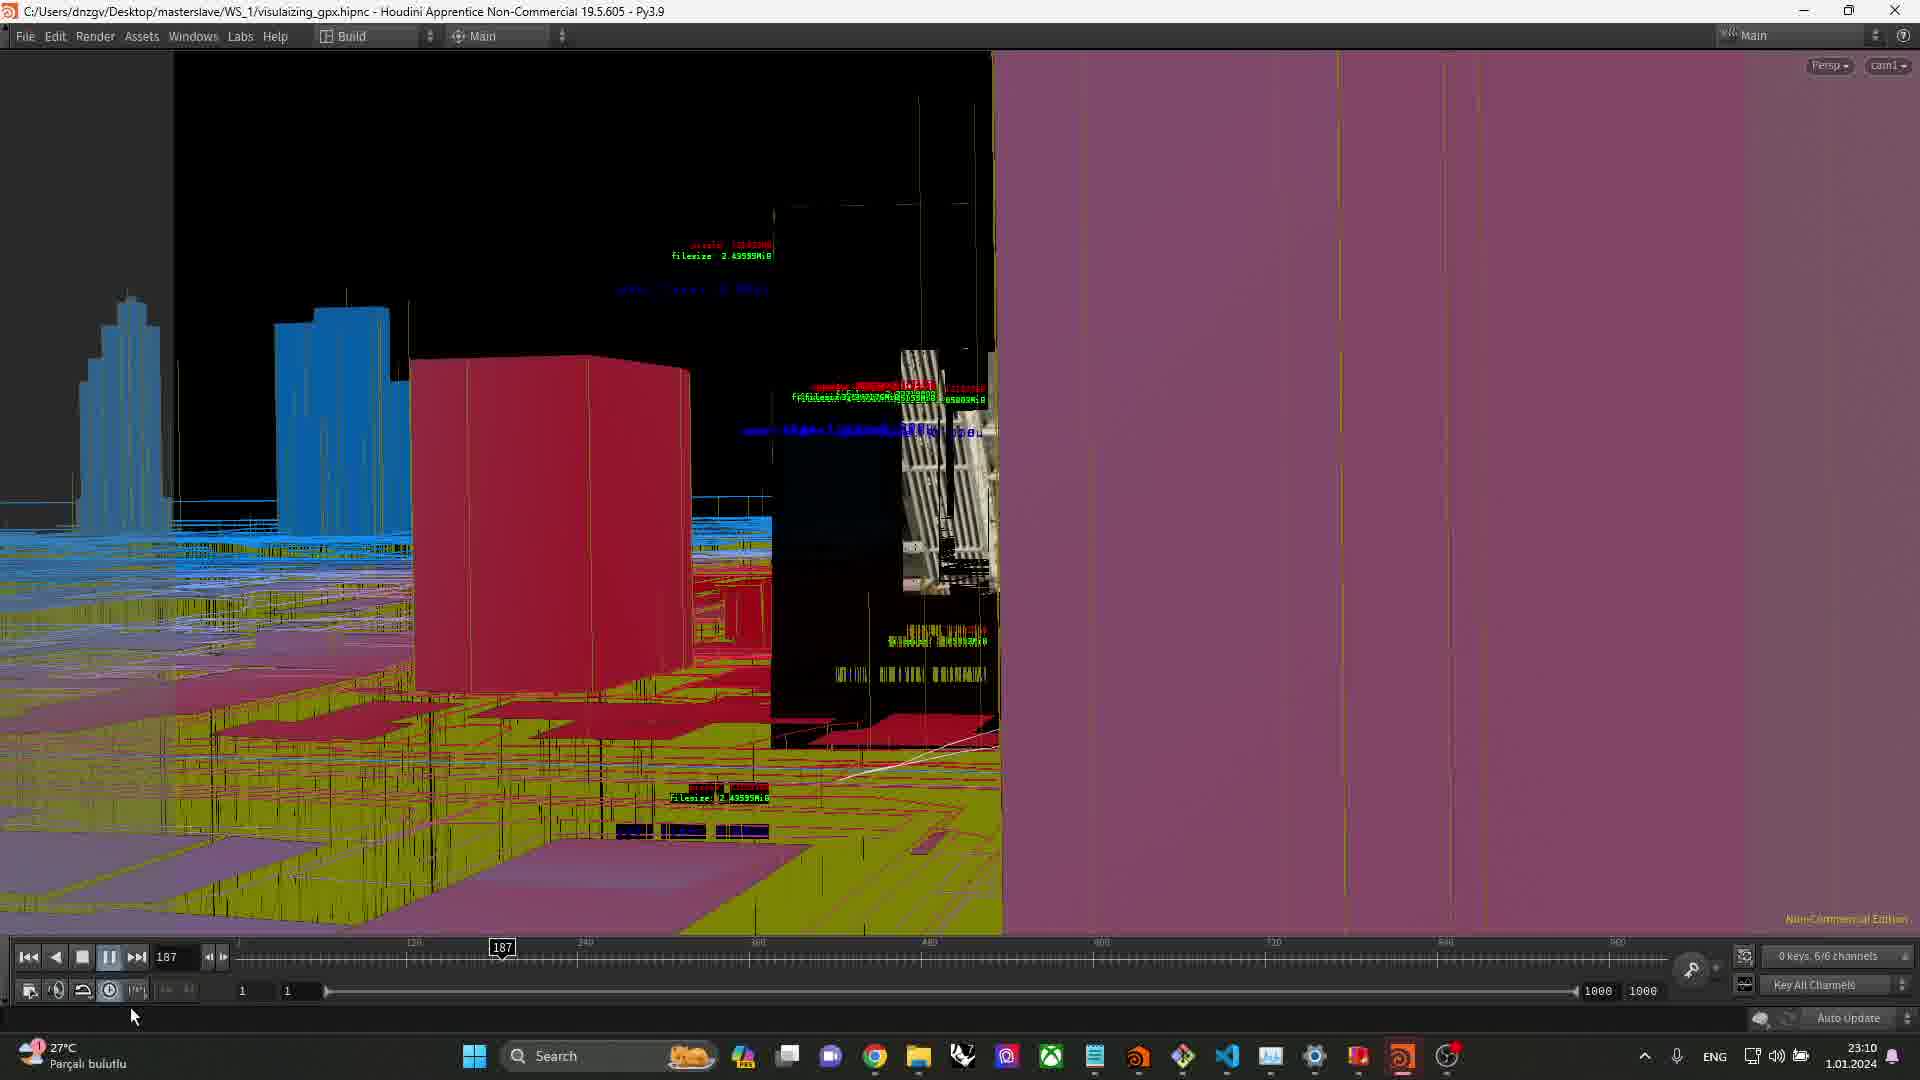 C:/Users/dnzgv/Desktop/masterslave/WS_1/visulaizing_gpx.hipnc - Houdini Apprentice Non-Commercial 19.5.605 - Py3.9
File Edit Render Assets Windows Labs Help Build Main Main
Persp cam1
filesize: 2.43595MiB
filesize: 2.43595MiB
Non-Commercial Edition
187 1 120 187 240 360 480 600 720 840 960 0 keys, 6/6 channels
1 1 1000 1000 Key All Channels
Auto Update
27°C
Parçalı bulutlu
Search
ENG
23:10
1.01.2024